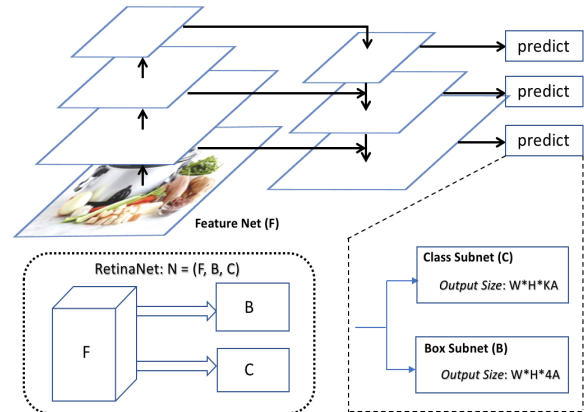 predict
predict
predict
Feature Net (F)
RetinaNet: N = (F, B, C)
F
B
C
Class Subnet (C)
Output Size: W*H*KA
Box Subnet (B)
Output Size: W*H*4A